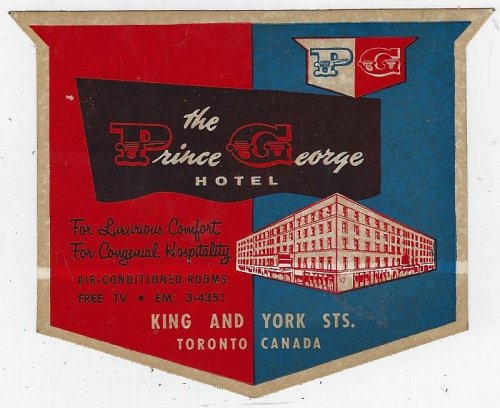 P G
the
Prince George
HOTEL
For Luxurious Comfort
For Congenial Hospitality
AIR-CONDITIONED ROOMS
FREE TV • EM. 3-4351
KING AND YORK STS.
TORONTO CANADA